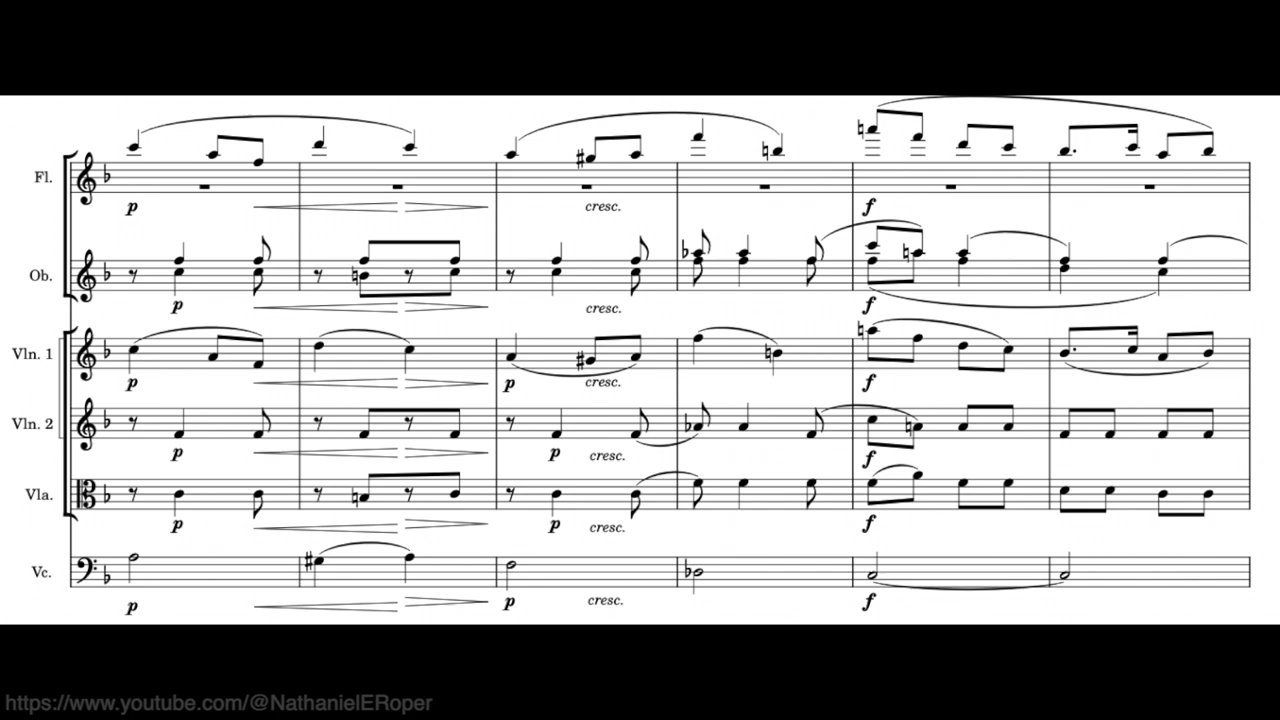 Fl.
p
cresc.
f
Ob.
p
cresc.
f
Vln. 1
p
p
cresc.
f
Vln. 2
p
p
cresc.
f
Vla.
p
p
cresc.
f
Vc.
p
p
cresc.
f
https://www.youtube.com/@NathanielERoper